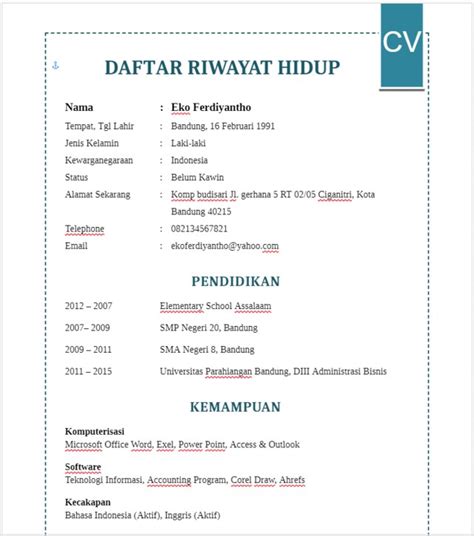 CV
DAFTAR RIWAYAT HIDUP
Nama : Eko Ferdiyantho
Tempat, Tgl Lahir : Bandung, 16 Februari 1991
Jenis Kelamin : Laki-laki
Kewarganegaraan : Indonesia
Status : Belum Kawin
Alamat Sekarang : Komp budisari Jl. gerhana 5 RT 02/05 Ciganitri, Kota
Bandung 40215
Telephone : 082134567821
Email : ekoferdiyantho@yahoo.com
PENDIDIKAN
2012 – 2007 Elementary School Assalaam
2007– 2009 SMP Negeri 20, Bandung
2009 – 2011 SMA Negeri 8, Bandung
2011 – 2015 Universitas Parahiangan Bandung, DIII Administrasi Bisnis
KEMAMPUAN
Komputerisasi
Microsoft Office Word, Exel, Power Point, Access & Outlook
Software
Teknologi Informasi, Accounting Program, Corel Draw, Ahrefs
Kecakapan
Bahasa Indonesia (Aktif), Inggris (Aktif)